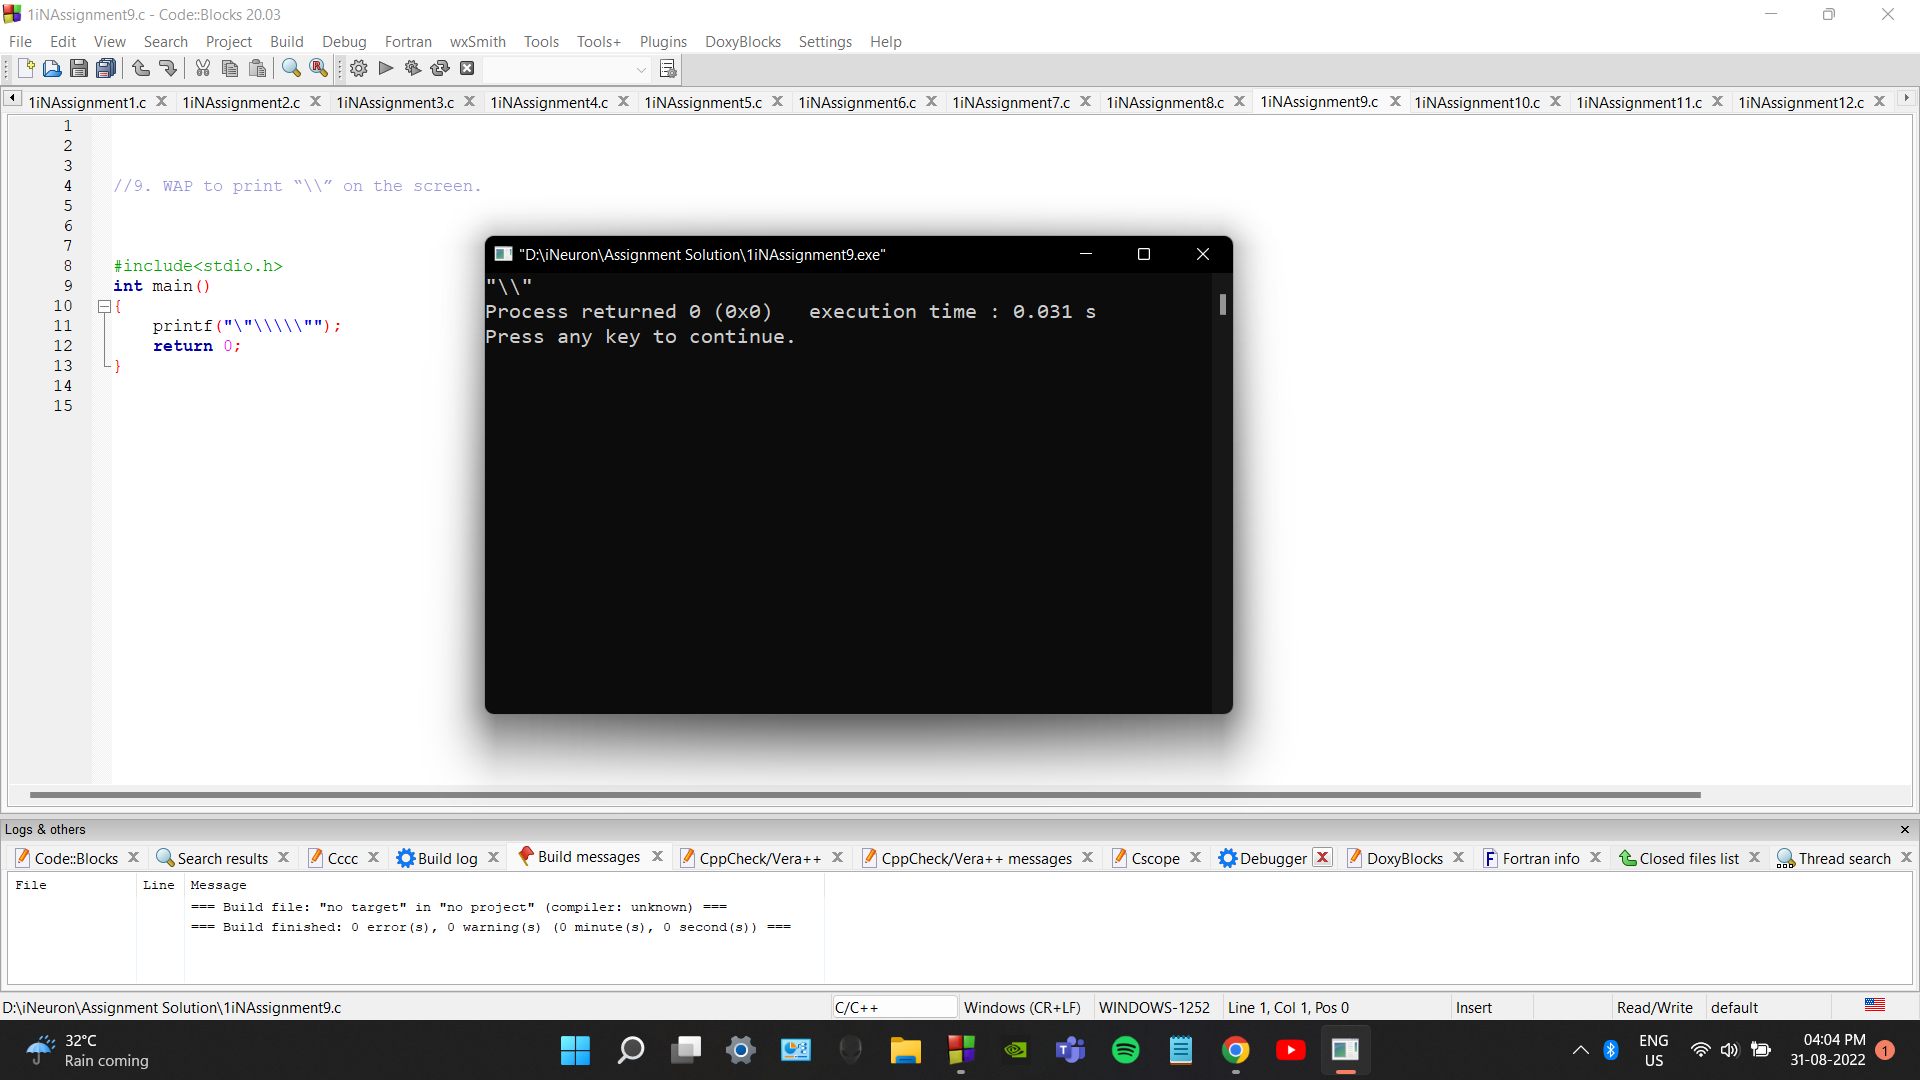 1iNAssignment9.c - Code::Blocks 20.03
File Edit View Search Project Build Debug Fortran wxSmith Tools Tools+ Plugins DoxyBlocks Settings Help
1iNAssignment1.c 1iNAssignment2.c 1iNAssignment3.c 1iNAssignment4.c 1iNAssignment5.c 1iNAssignment6.c 1iNAssignment7.c 1iNAssignment8.c 1iNAssignment9.c 1iNAssignment10.c 1iNAssignment11.c 1iNAssignment12.c
1
2
3
4 //9. WAP to print “\\” on the screen.
5
6
7
8 #include<stdio.h>
9 int main()
10 {
11 printf("\"\\\\\"");
12 return 0;
13 }
14
15
"D:\iNeuron\Assignment Solution\1iNAssignment9.exe"
"\\"
Process returned 0 (0x0)   execution time : 0.031 s
Press any key to continue.
Logs & others
Code::Blocks Search results Cccc Build log Build messages CppCheck/Vera++ CppCheck/Vera++ messages Cscope Debugger DoxyBlocks Fortran info Closed files list Thread search
File Line Message
=== Build file: "no target" in "no project" (compiler: unknown) ===
=== Build finished: 0 error(s), 0 warning(s) (0 minute(s), 0 second(s)) ===
D:\iNeuron\Assignment Solution\1iNAssignment9.c C/C++ Windows (CR+LF) WINDOWS-1252 Line 1, Col 1, Pos 0 Insert Read/Write default
32°C
Rain coming
ENG
US
04:04 PM
31-08-2022
1